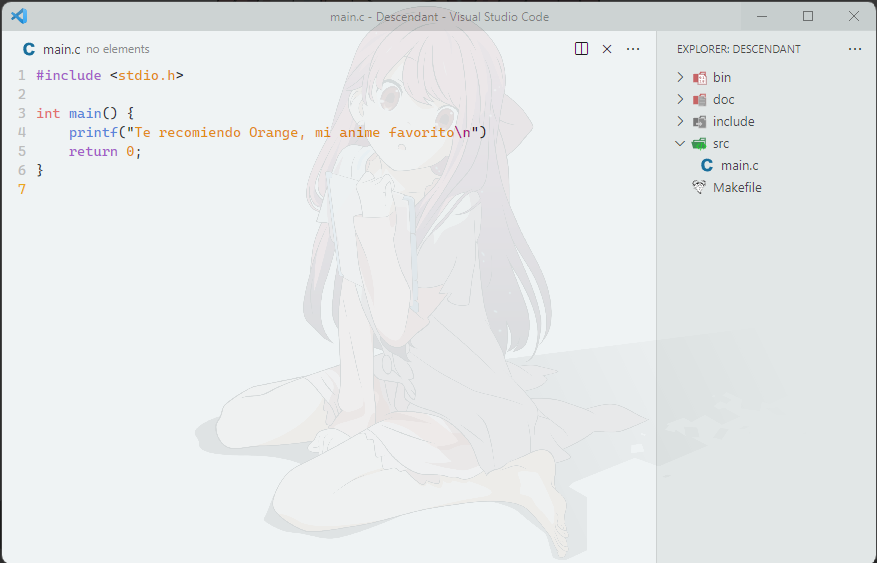 main.c - Descendant - Visual Studio Code
C main.c no elements
EXPLORER: DESCENDANT
1 #include <stdio.h>
2
3 int main() {
4     printf("Te recomiendo Orange, mi anime favorito\n")
5     return 0;
6 }
7
bin
doc
include
src
C main.c
Makefile